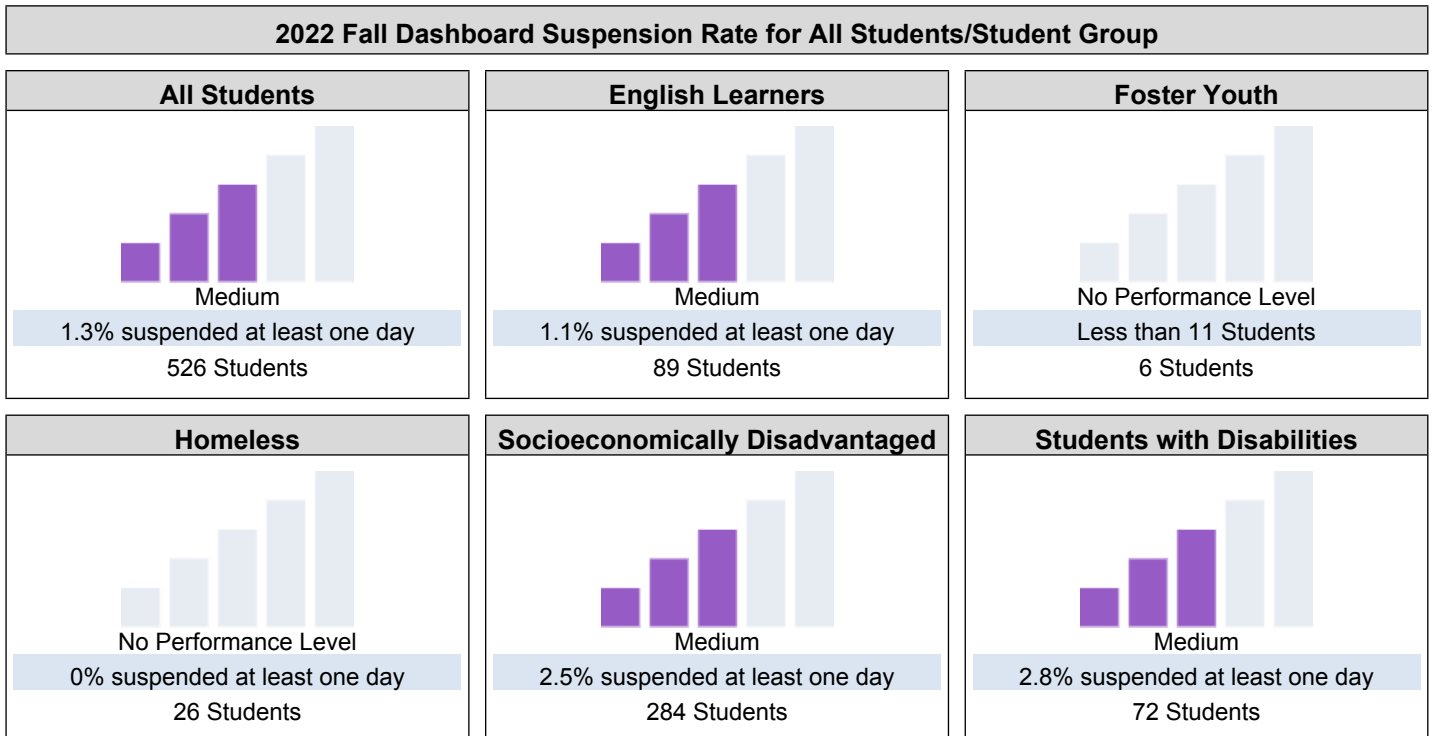 2022 Fall Dashboard Suspension Rate for All Students/Student Group
All Students
Medium
1.3% suspended at least one day
526 Students
English Learners
Medium
1.1% suspended at least one day
89 Students
Foster Youth
No Performance Level
Less than 11 Students
6 Students
Homeless
No Performance Level
0% suspended at least one day
26 Students
Socioeconomically Disadvantaged
Medium
2.5% suspended at least one day
284 Students
Students with Disabilities
Medium
2.8% suspended at least one day
72 Students